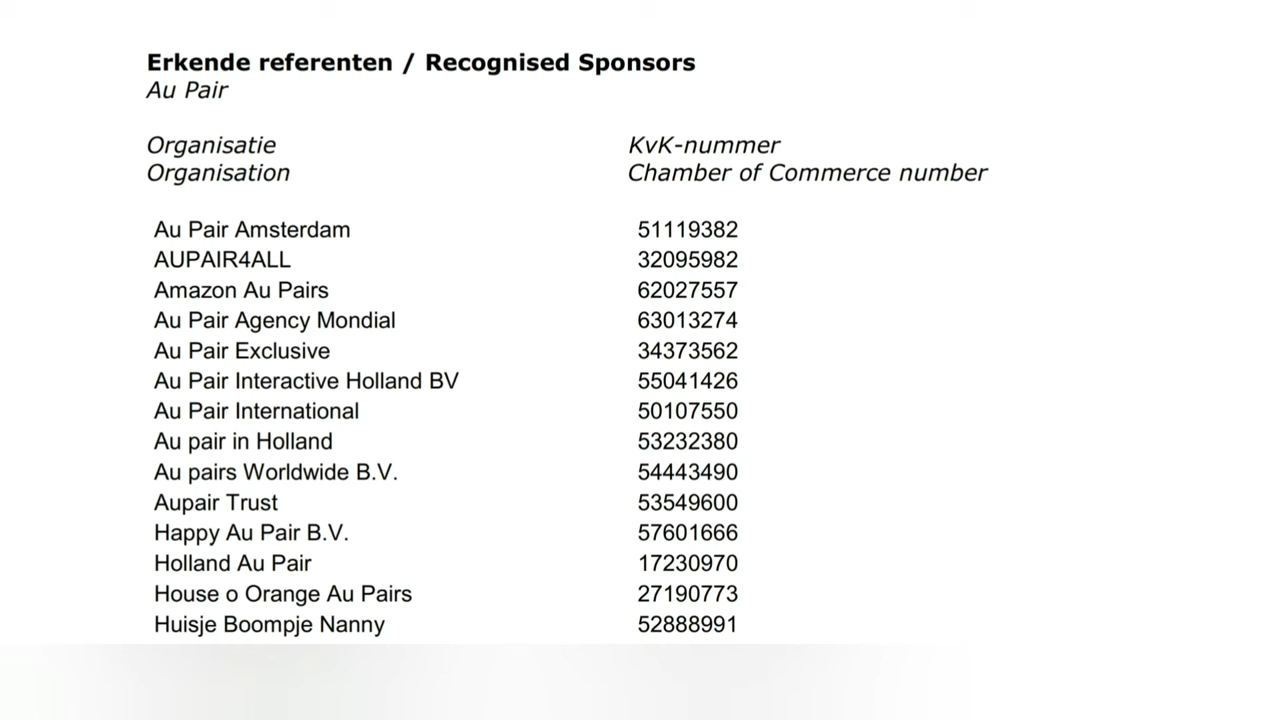 Erkende referenten / Recognised Sponsors
Au Pair
Organisatie KvK-nummer
Organisation Chamber of Commerce number
Au Pair Amsterdam 51119382
AUPAIR4ALL 32095982
Amazon Au Pairs 62027557
Au Pair Agency Mondial 63013274
Au Pair Exclusive 34373562
Au Pair Interactive Holland BV 55041426
Au Pair International 50107550
Au pair in Holland 53232380
Au pairs Worldwide B.V. 54443490
Aupair Trust 53549600
Happy Au Pair B.V. 57601666
Holland Au Pair 17230970
House o Orange Au Pairs 27190773
Huisje Boompje Nanny 52888991